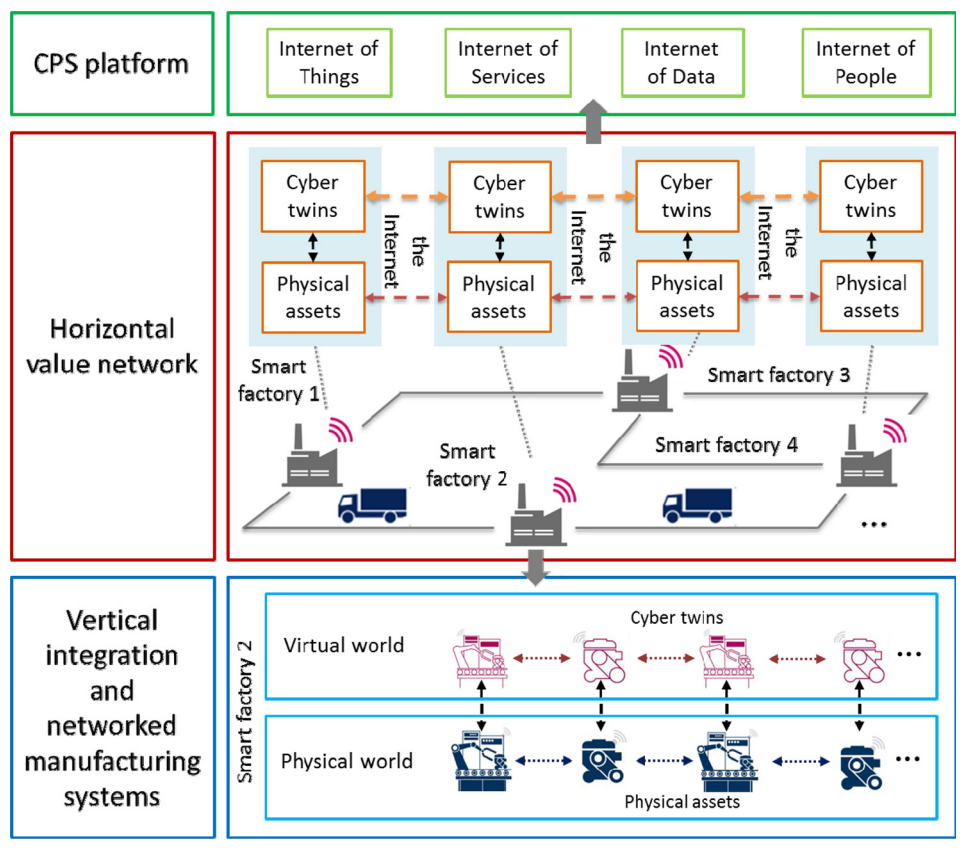 CPS platform
Internet of
Things
Internet of
Services
Internet
of Data
Internet of
People
Horizontal
value network
Cyber
twins
Cyber
twins
Cyber
twins
Cyber
twins
the
Internet
the
Internet
the
Internet
Physical
assets
Physical
assets
Physical
assets
Physical
assets
Smart
factory 1
Smart
factory 2
Smart factory 3
Smart factory 4
...
Vertical
integration
and
networked
manufacturing
systems
Smart factory 2
Virtual world
Cyber twins
...
Physical world
Physical assets
...